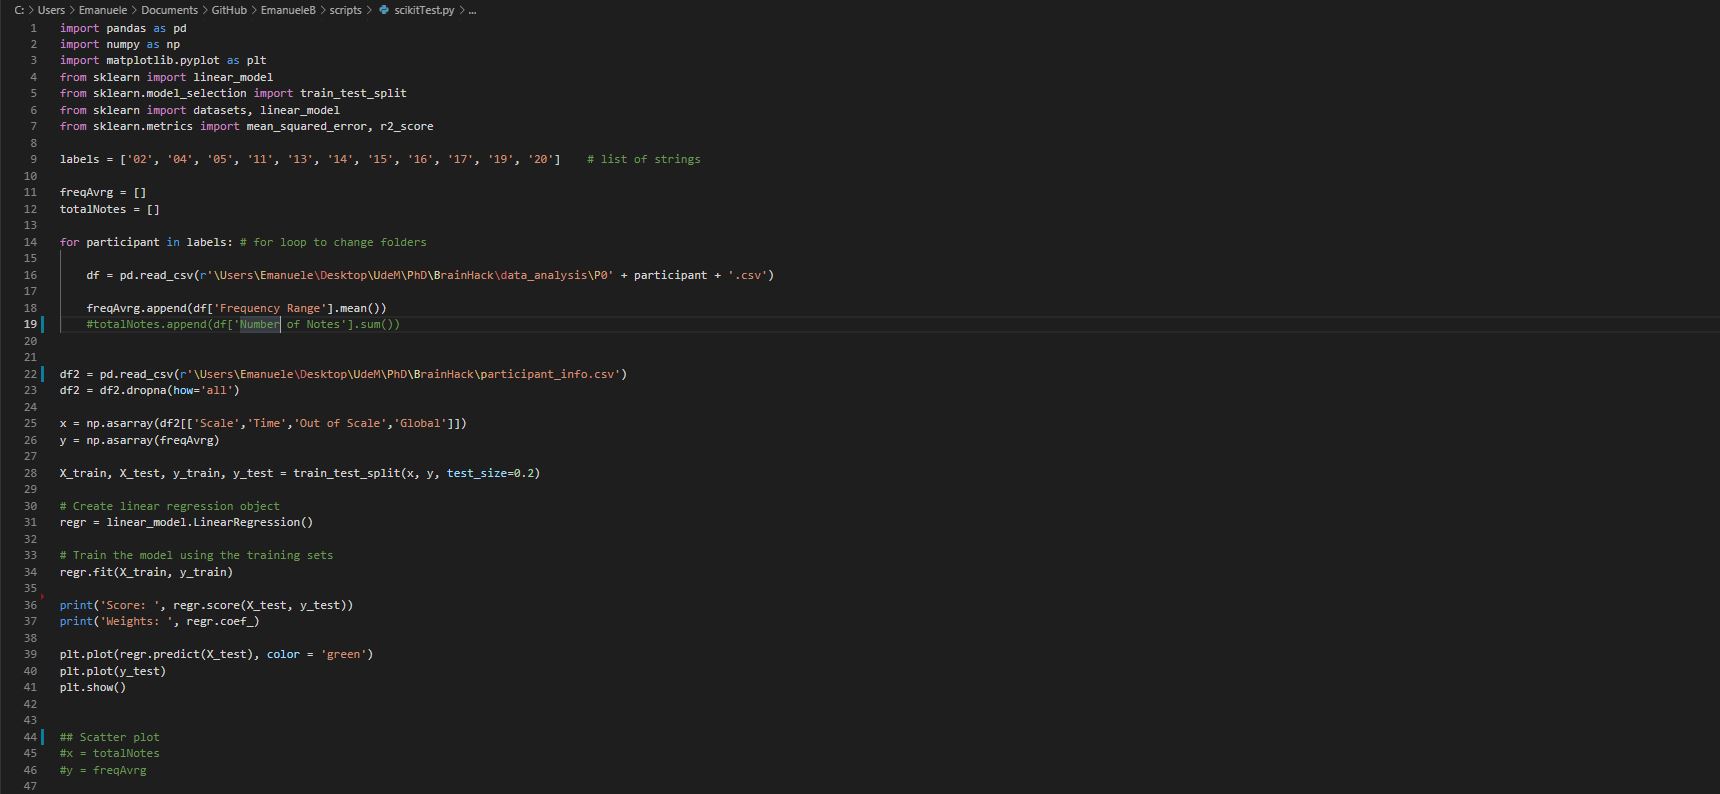 C: > Users > Emanuele > Documents > GitHub > EmanueleB > scripts > scikitTest.py > ...
1 import pandas as pd
2 import numpy as np
3 import matplotlib.pyplot as plt
4 from sklearn import linear_model
5 from sklearn.model_selection import train_test_split
6 from sklearn import datasets, linear_model
7 from sklearn.metrics import mean_squared_error, r2_score
8
9 labels = ['02', '04', '05', '11', '13', '14', '15', '16', '17', '19', '20']    # list of strings
10
11 freqAvrg = []
12 totalNotes = []
13
14 for participant in labels: # for loop to change folders
15
16     df = pd.read_csv(r'\Users\Emanuele\Desktop\UdeM\PhD\BrainHack\data_analysis\P0' + participant + '.csv')
17
18     freqAvrg.append(df['Frequency Range'].mean())
19     #totalNotes.append(df['Number of Notes'].sum())
20
21
22 df2 = pd.read_csv(r'\Users\Emanuele\Desktop\UdeM\PhD\BrainHack\participant_info.csv')
23 df2 = df2.dropna(how='all')
24
25 x = np.asarray(df2[['Scale','Time','Out of Scale','Global']])
26 y = np.asarray(freqAvrg)
27
28 X_train, X_test, y_train, y_test = train_test_split(x, y, test_size=0.2)
29
30 # Create linear regression object
31 regr = linear_model.LinearRegression()
32
33 # Train the model using the training sets
34 regr.fit(X_train, y_train)
35
36 print('Score: ', regr.score(X_test, y_test))
37 print('Weights: ', regr.coef_)
38
39 plt.plot(regr.predict(X_test), color = 'green')
40 plt.plot(y_test)
41 plt.show()
42
43
44 ## Scatter plot
45 #x = totalNotes
46 #y = freqAvrg
47